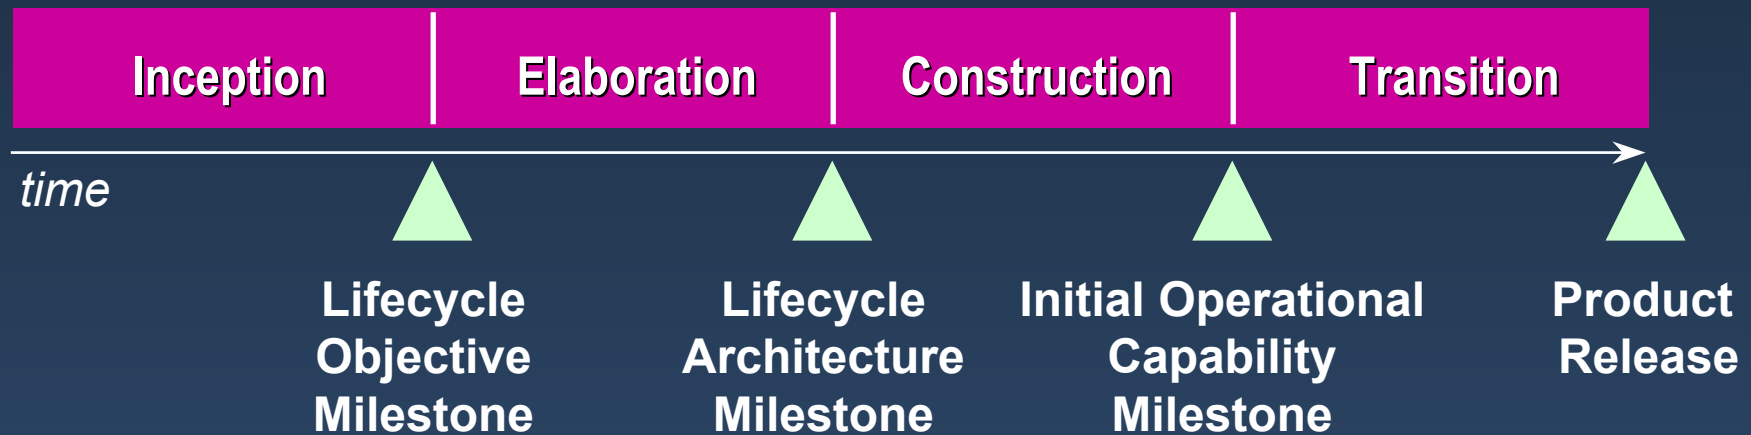 Inception
Elaboration
Construction
Transition
time
Lifecycle
Objective
Milestone
Lifecycle
Architecture
Milestone
Initial Operational
Capability
Milestone
Product
Release